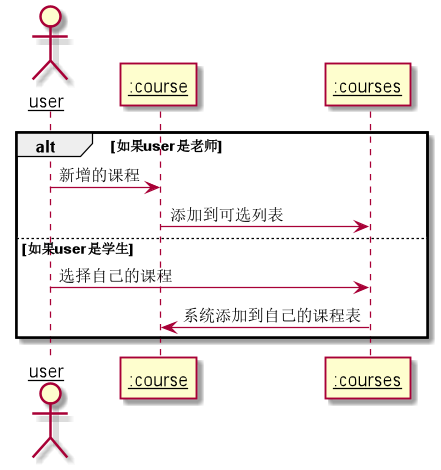 user
:course
:courses
alt
[如果user是老师]
新增的课程
添加到可选列表
[如果user是学生]
选择自己的课程
系统添加到自己的课程表
user
:course
:courses